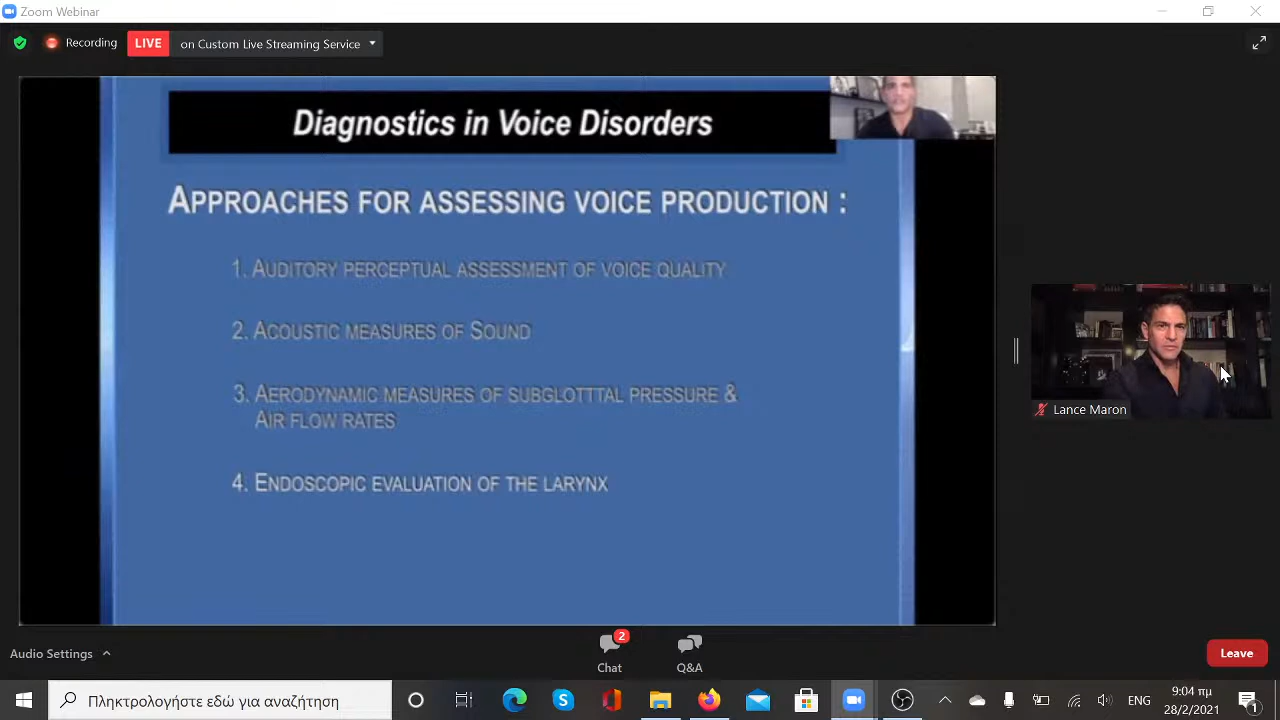 Zoom Webinar
Recording
LIVE
on Custom Live Streaming Service
Diagnostics in Voice Disorders
APPROACHES FOR ASSESSING VOICE PRODUCTION :
1. AUDITORY PERCEPTUAL ASSESSMENT OF VOICE QUALITY
2. ACOUSTIC MEASURES OF SOUND
3. AERODYNAMIC MEASURES OF SUBGLOTTTAL PRESSURE &
AIR FLOW RATES
4. ENDOSCOPIC EVALUATION OF THE LARYNX
Lance Maron
Audio Settings
2
Chat
Q&A
Leave
Πληκτρολογήστε εδώ για αναζήτηση
ΕΝΓ
9:04 πμ
28/2/2021
1